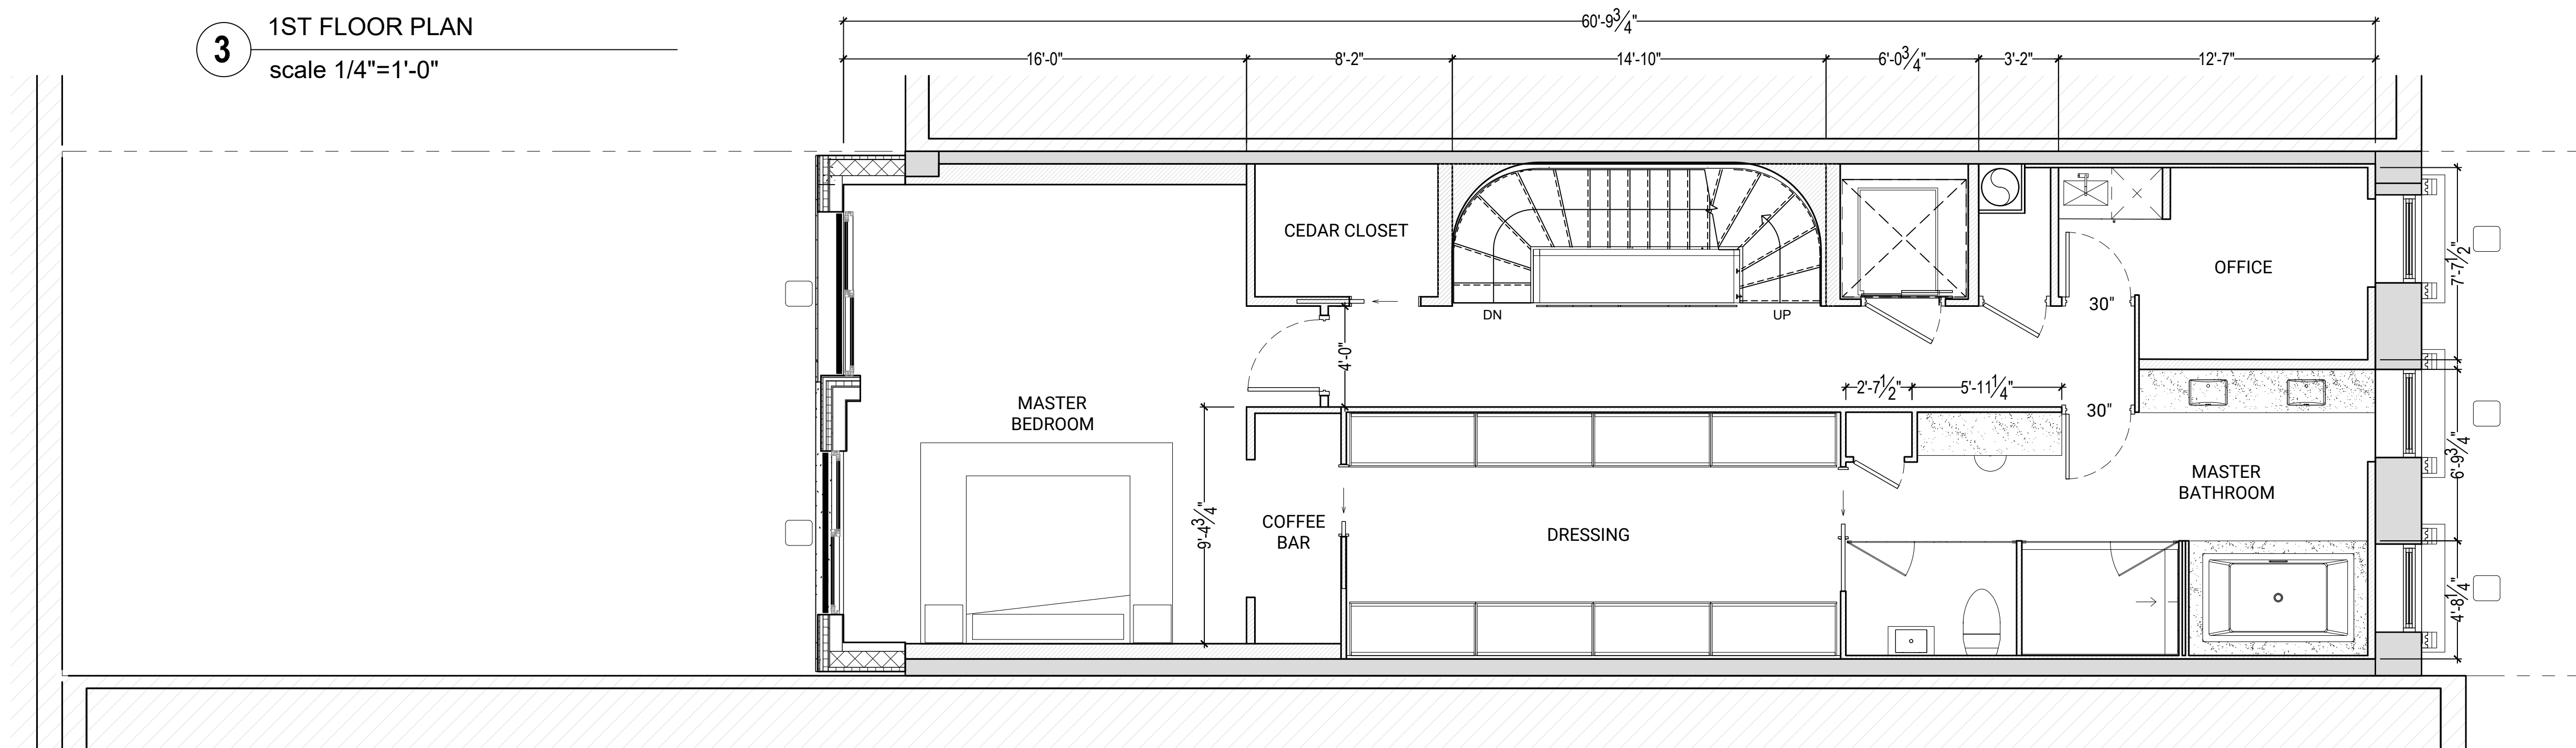 3
1ST FLOOR PLAN
scale 1/4"=1'-0"
60'-9 3/4"
16'-0"
8'-2"
14'-10"
6'-0 3/4"
3'-2"
12'-7"
CEDAR CLOSET
OFFICE
7'-7 1/2"
DN
UP
30"
4'-0"
2'-7 1/2"
5'-11 1/4"
30"
MASTER
BEDROOM
MASTER
BATHROOM
6'-9 3/4"
9'-4 3/4"
COFFEE
BAR
DRESSING
4'-8 1/4"